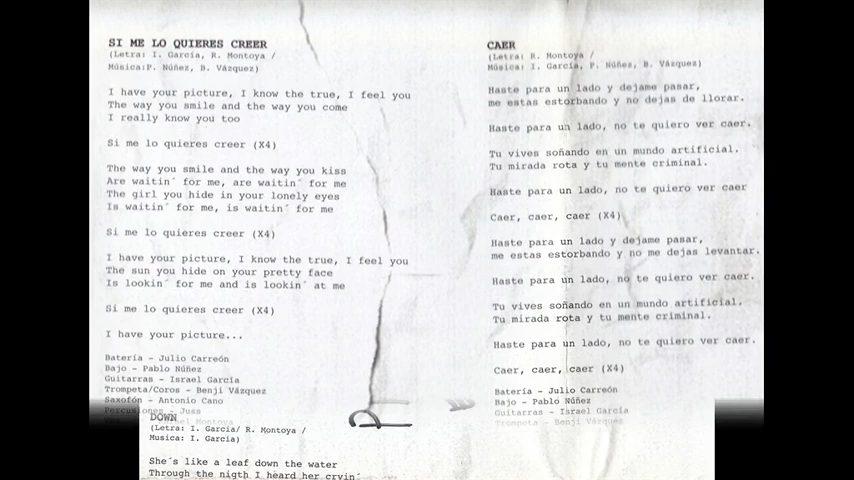 SI ME LO QUIERES CREER
(Letra: I. García, R. Montoya /
Música:P. Núñez, B. Vázquez)
I have your picture, I know the true, I feel you
The way you smile and the way you come
I really know you too
Si me lo quieres creer (X4)
The way you smile and the way you kiss
Are waitin´ for me, are waitin´ for me
The girl you hide in your lonely eyes
Is waitin´ for me, is waitin´ for me
Si me lo quieres creer (X4)
I have your picture, I know the true, I feel you
The sun you hide on your pretty face
Is lookin´ for me and is lookin´ at me
Si me lo quieres creer (X4)
I have your picture...
Batería – Julio Carreón
Bajo – Pablo Núñez
Guitarras – Israel García
Trompeta/Coros – Benji Vázquez
Saxofón – Antonio Cano
Percusiones – Juss
Montoya
CAER
(Letra: R. Montoya /
Música: I. García, P. Núñez, B. Vázquez)
Haste para un lado y dejame pasar,
me estas estorbando y no dejas de llorar.
Haste para un lado, no te quiero ver caer.
Tu vives soñando en un mundo artificial.
Tu mirada rota y tu mente criminal.
Haste para un lado, no te quiero ver caer
Caer, caer, caer (X4)
Haste para un lado y dejame pasar,
me estas estorbando y no me dejas levantar.
Haste para un lado, no te quiero ver caer.
Tu vives soñando en un mundo artificial.
Tu mirada rota y tu mente criminal.
Haste para un lado, no te quiero ver caer.
Caer, caer, caer (X4)
Batería – Julio Carreón
Bajo – Pablo Núñez
Guitarras – Israel García
Trompeta – Benji Vázquez
DOWN
(Letra: I. García/ R. Montoya /
Musica: I. García)
She´s like a leaf down the water
Through the nigth I heard her cryin´